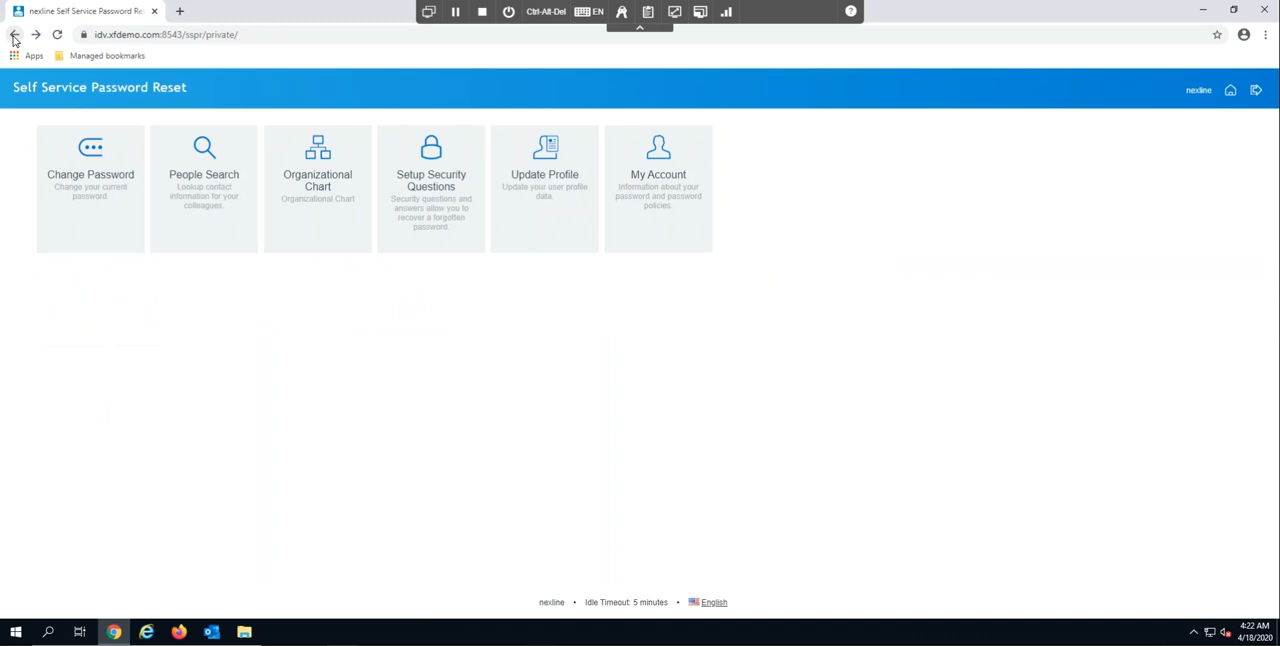 nexline Self Service Password Re
Ctrl-Alt-Del
EN
idv.xfdemo.com:8543/sspr/private/
Apps
Managed bookmarks
Self Service Password Reset
nexline
Change Password
Change your current
password.
People Search
Lookup contact
information for your
colleagues.
Organizational
Chart
Organizational Chart
Setup Security
Questions
Security questions and
answers allow you to
recover a forgotten
password.
Update Profile
Update your user profile
data.
My Account
Information about your
password and password
policies.
nexline • Idle Timeout: 5 minutes • English
4:22 AM
4/18/2020